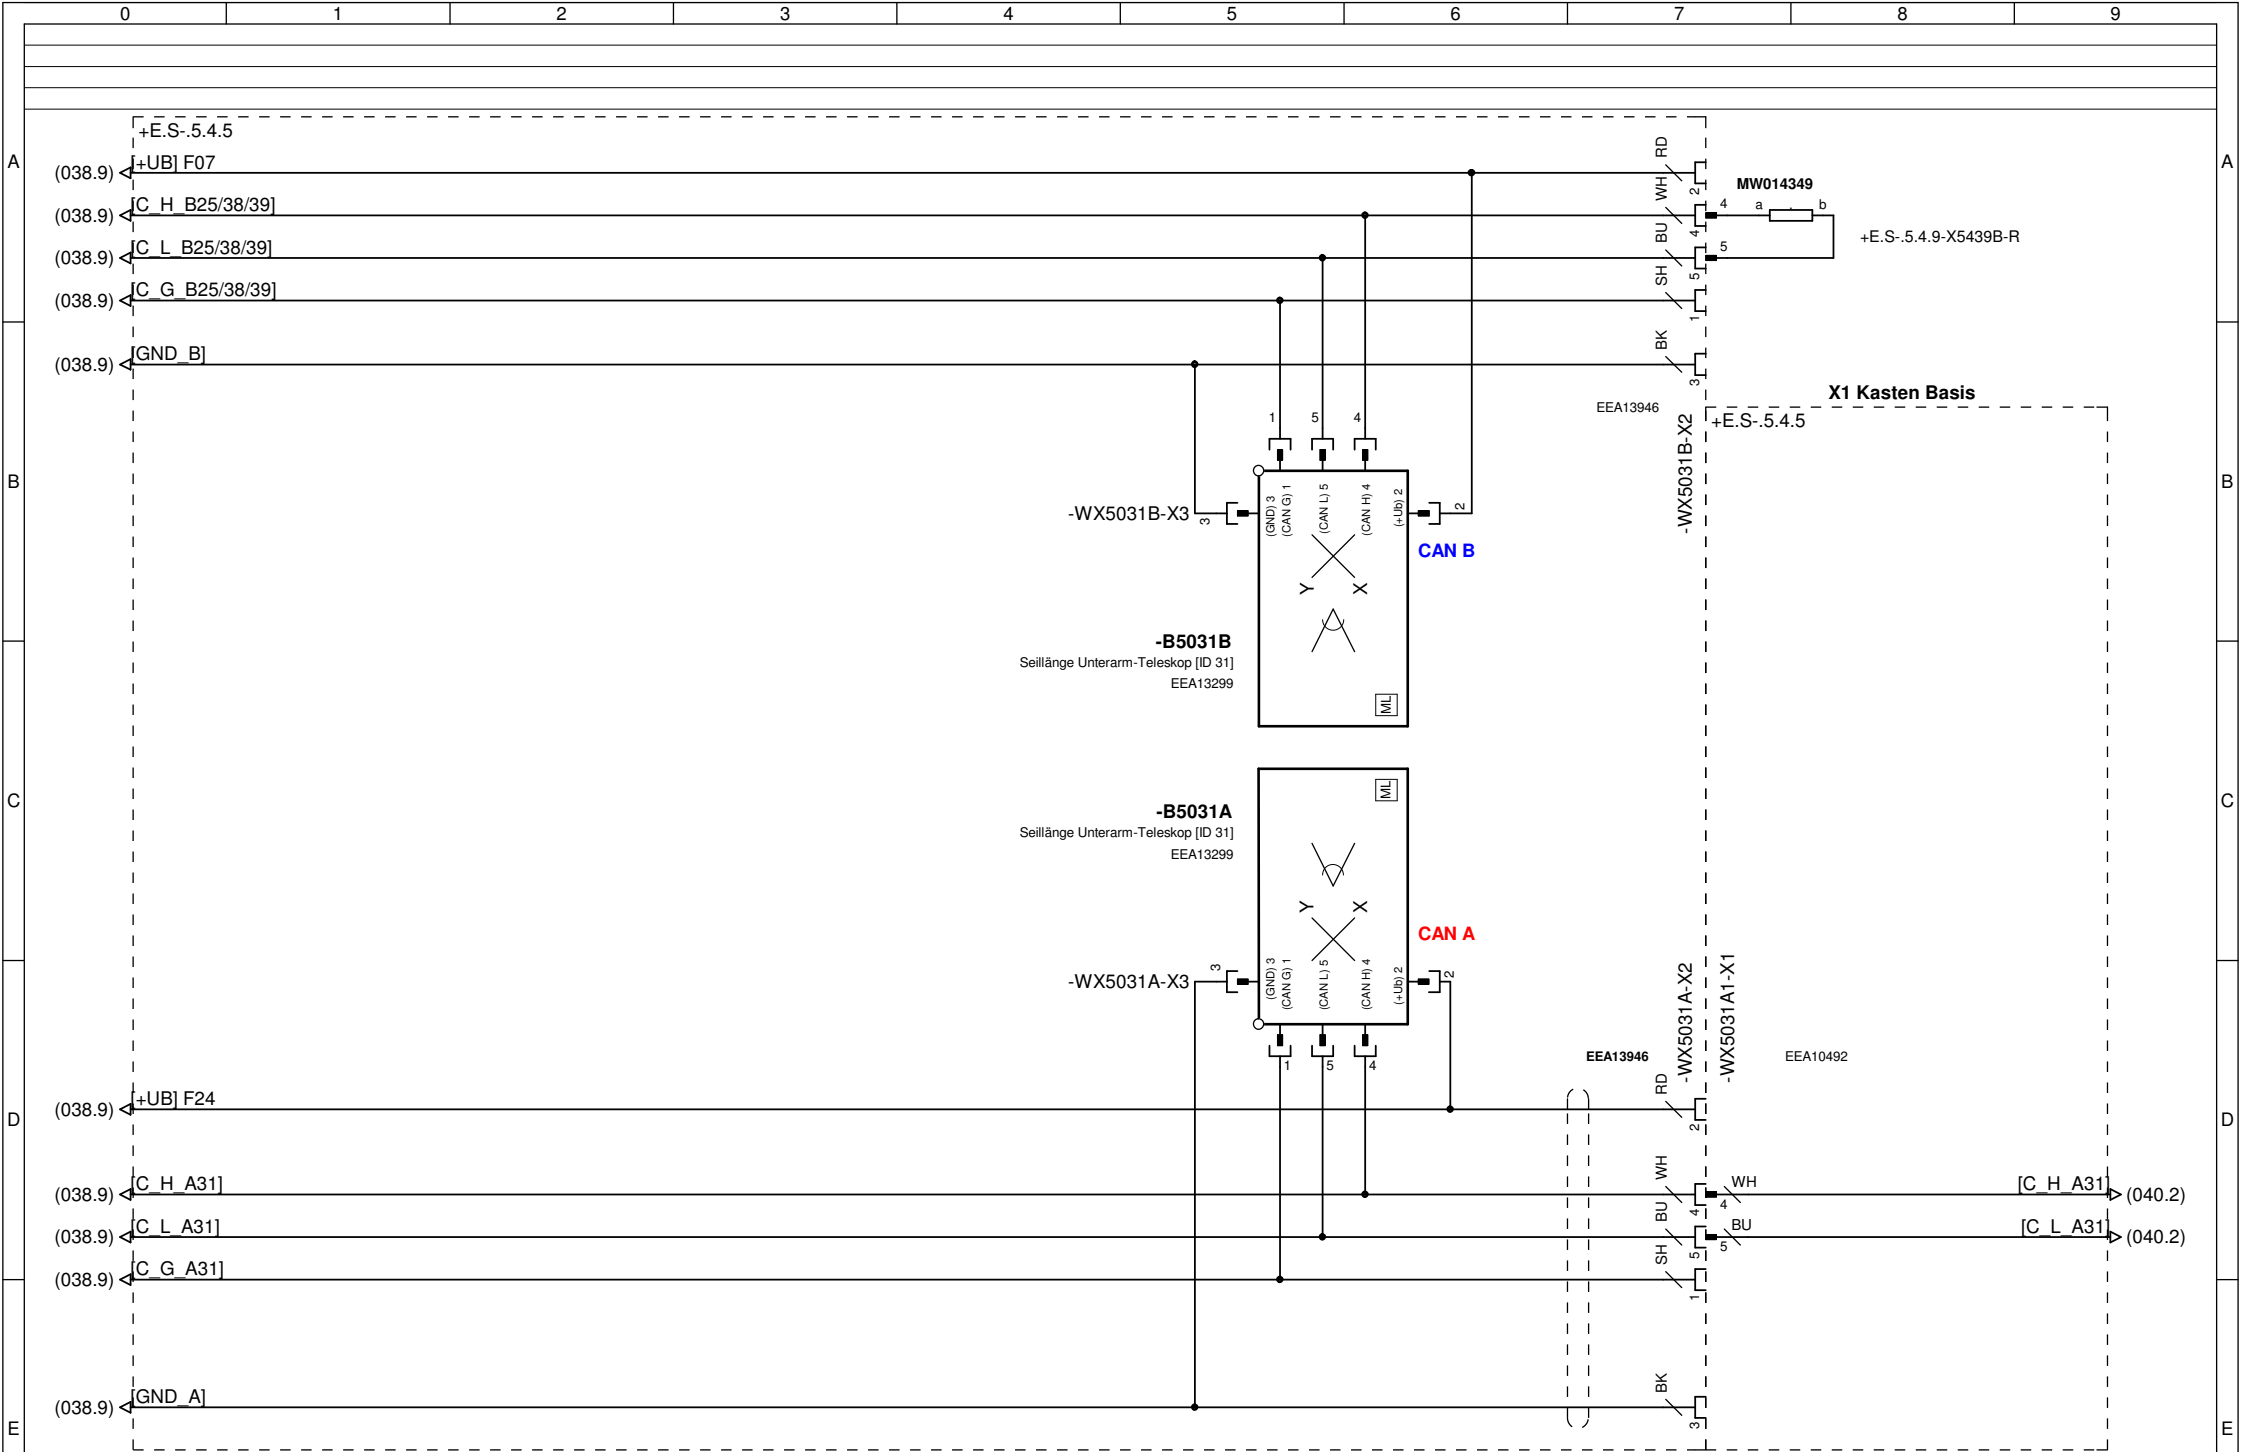 0 1 2 3 4 5 6 7 8 9
+E.S-.5.4.5
A
(038.9) [+UB] F07 RD 2
MW014349
(038.9) [C_H_B25/38/39] WH 4 4 a b
+E.S-.5.4.9-X5439B-R
(038.9) [C_L_B25/38/39] BU 5 5
(038.9) [C_G_B25/38/39] SH 1
A
(038.9) [GND_B] BK 3
X1 Kasten Basis
EEA13946
+E.S-.5.4.5
-WX5031B-X2
1 5 4
B
-WX5031B-X3 3
(GND) 3
(CAN G) 1
(CAN L) 5
(CAN H) 4
(+Ub) 2
2
B
CAN B
Y X
-B5031B
Seillänge Unterarm-Teleskop [ID 31]
EEA13299
ML
C
ML
-B5031A
Seillänge Unterarm-Teleskop [ID 31]
EEA13299
C
Y X
CAN A
-WX5031A-X3 3
(GND) 3
(CAN G) 1
(CAN L) 5
(CAN H) 4
(+Ub) 2
2
-WX5031A-X2
-WX5031A1-X1
1 5 4
EEA13946
EEA10492
D
(038.9) [+UB] F24 RD 2
D
(038.9) [C_H_A31] WH 4 4 WH [C_H_A31] (040.2)
(038.9) [C_L_A31] BU 5 5 BU [C_L_A31] (040.2)
(038.9) [C_G_A31] SH 1
(038.9) [GND_A] BK 3
E
E